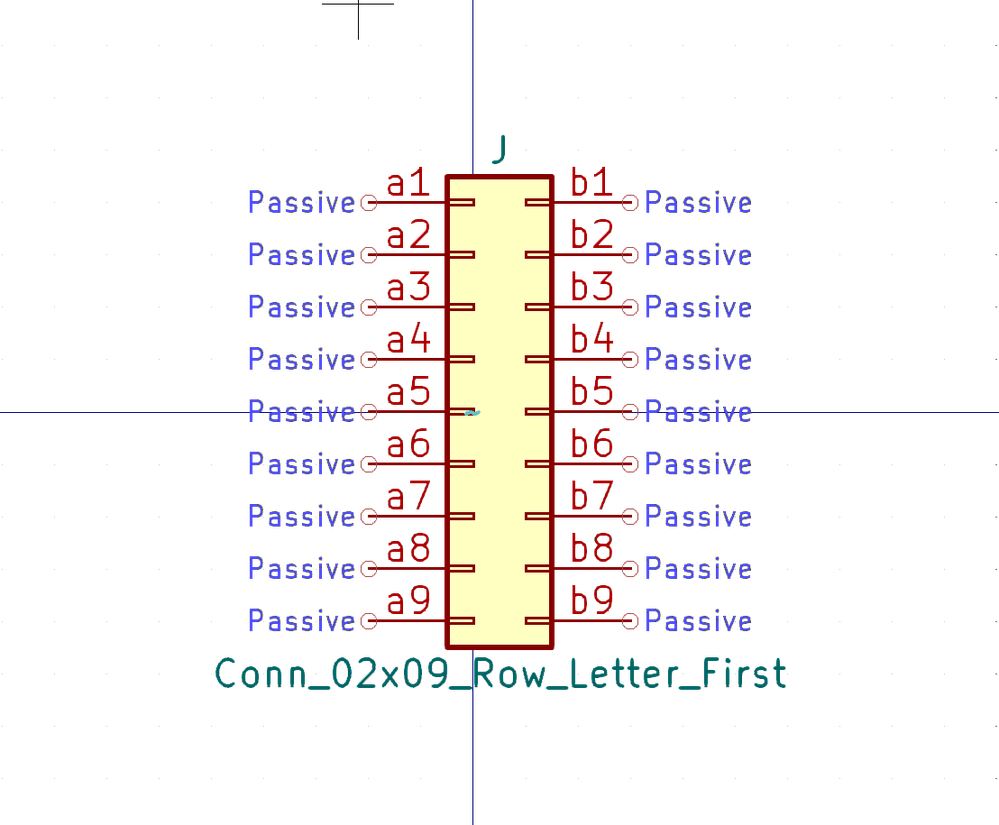 J
Passive a1 b1 Passive
Passive a2 b2 Passive
Passive a3 b3 Passive
Passive a4 b4 Passive
Passive a5 b5 Passive
Passive a6 b6 Passive
Passive a7 b7 Passive
Passive a8 b8 Passive
Passive a9 b9 Passive
Conn_02x09_Row_Letter_First